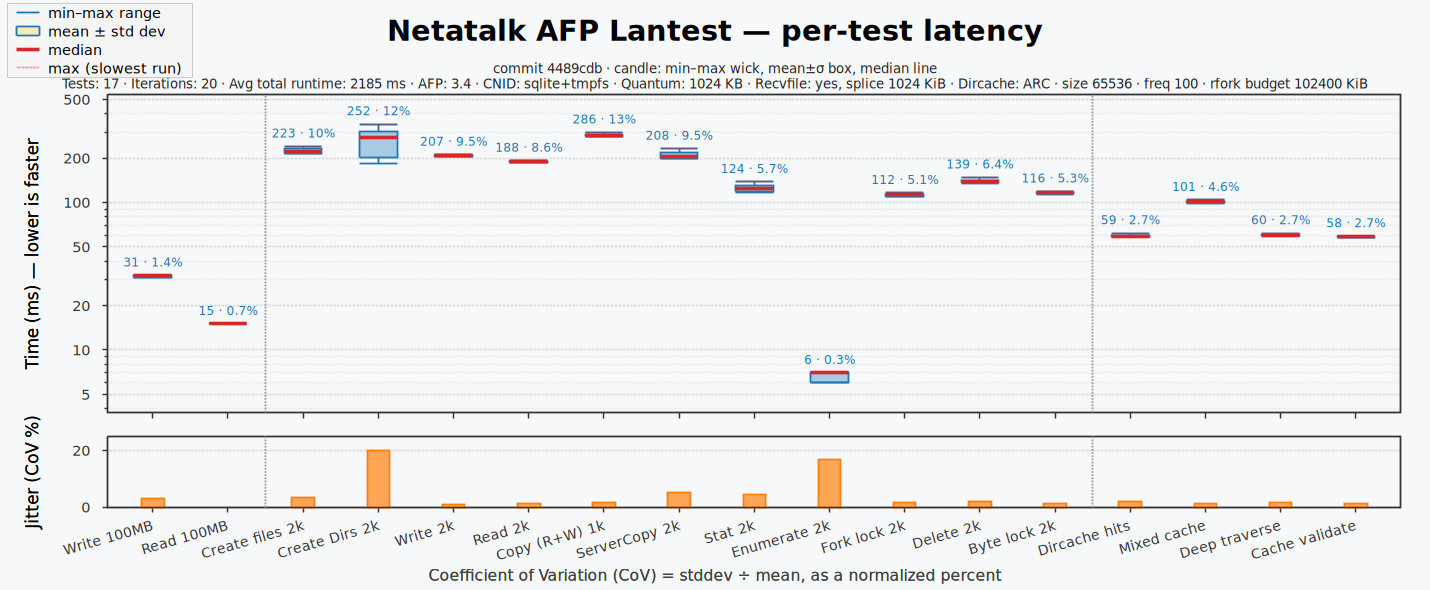 min–max range
mean ± std dev
median
max (slowest run)
Netatalk AFP Lantest — per-test latency
commit 4489cdb · candle: min–max wick, mean±σ box, median line
Tests: 17 · Iterations: 20 · Avg total runtime: 2185 ms · AFP: 3.4 · CNID: sqlite+tmpfs · Quantum: 1024 KB · Recvfile: yes, splice 1024 KiB · Dircache: ARC · size 65536 · freq 100 · rfork budget 102400 KiB
Time (ms) — lower is faster
500
200
100
50
20
10
5
31 · 1.4%
15 · 0.7%
223 · 10%
252 · 12%
207 · 9.5%
188 · 8.6%
286 · 13%
208 · 9.5%
124 · 5.7%
6 · 0.3%
112 · 5.1%
139 · 6.4%
116 · 5.3%
59 · 2.7%
101 · 4.6%
60 · 2.7%
58 · 2.7%
Jitter (CoV %)
20
0
Write 100MB
Read 100MB
Create files 2k
Create Dirs 2k
Write 2k
Read 2k
Copy (R+W) 1k
ServerCopy 2k
Stat 2k
Enumerate 2k
Fork lock 2k
Delete 2k
Byte lock 2k
Dircache hits
Mixed cache
Deep traverse
Cache validate
Coefficient of Variation (CoV) = stddev ÷ mean, as a normalized percent